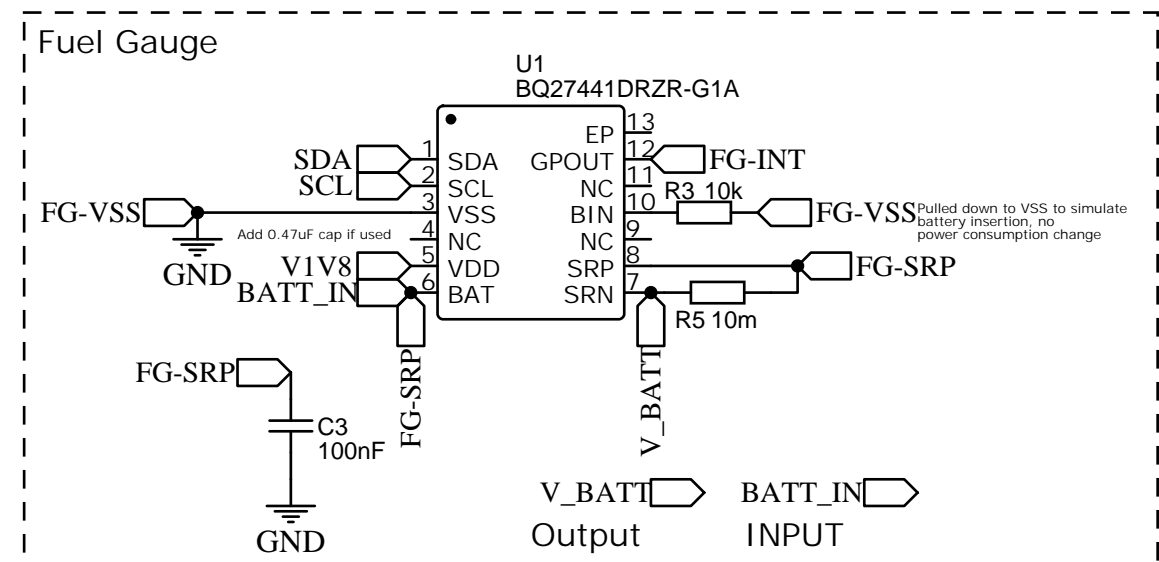 Fuel Gauge
U1
BQ27441DRZR-G1A
EP 13
SDA 1 SDA GPOUT 12 FG-INT
SCL 2 SCL NC 11
R3 10k
FG-VSS 3 VSS BIN 10 FG-VSS
Pulled down to VSS to simulate
battery insertion, no
power consumption change
Add 0.47uF cap if used 4 NC NC 9
GND
V1V8 5 VDD SRP 8 FG-SRP
BATT_IN 6 BAT SRN 7
R5 10m
FG-SRP
V_BATT
FG-SRP
C3
100nF
GND
V_BATT BATT_IN
Output INPUT